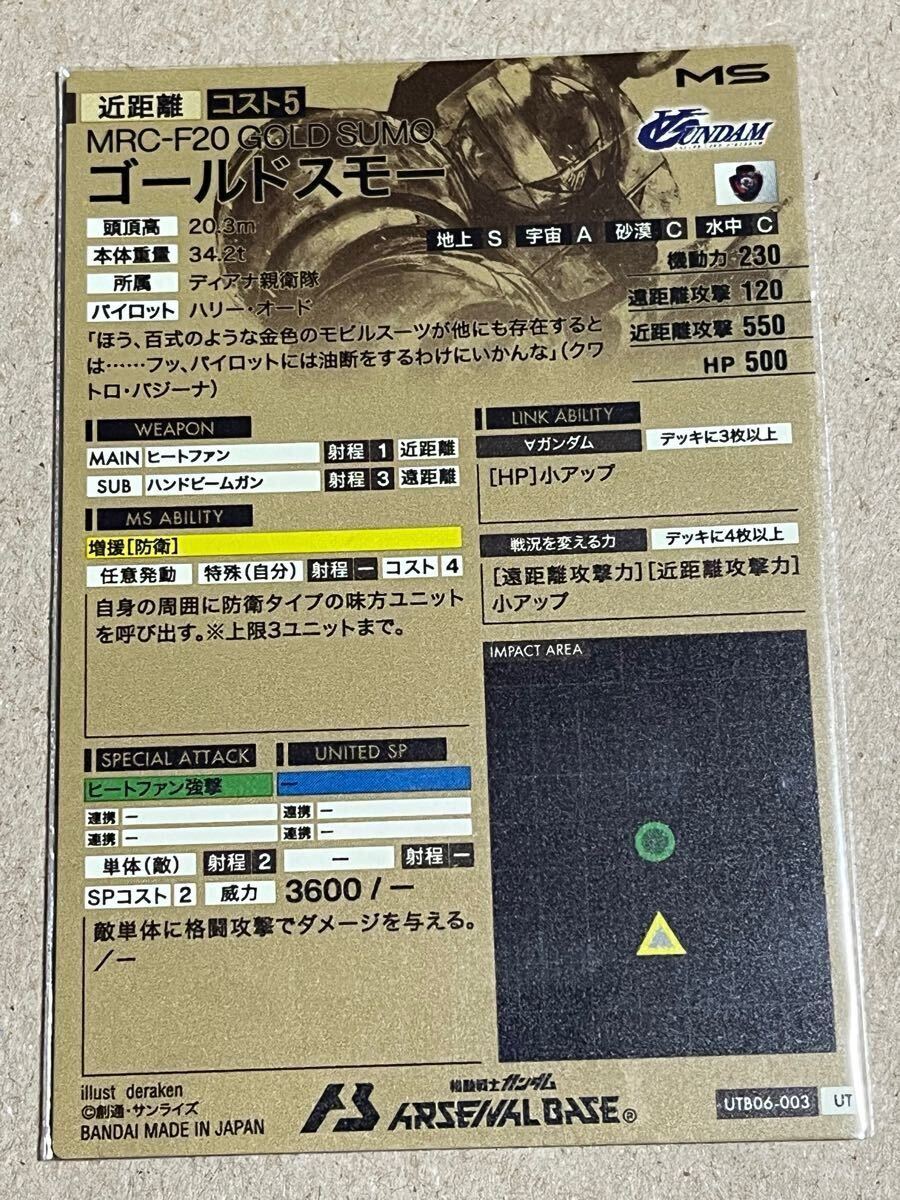 近距離 コスト5
MS
MRC-F20 GOLD SUMO
∀GUNDAM
ゴールドスモー
頭頂高 20.3m
本体重量 34.2t
所属 ディアナ親衛隊
パイロット ハリー・オード
地上 S 宇宙 A 砂漠 C 水中 C
機動力 230
遠距離攻撃 120
近距離攻撃 550
HP 500
「ほう、百式のような金色のモビルスーツが他にも存在すると
は……フッ、パイロットには油断をするわけにいかんな」(クワ
トロ・バジーナ)
WEAPON
MAIN ヒートファン 射程 1 近距離
SUB ハンドビームガン 射程 3 遠距離
MS ABILITY
増援[防衛]
任意発動 特殊(自分) 射程 ー コスト 4
自身の周囲に防衛タイプの味方ユニット
を呼び出す。※上限3ユニットまで。
LINK ABILITY
∀ガンダム デッキに3枚以上
[HP]小アップ
戦況を変える力 デッキに4枚以上
[遠距離攻撃力][近距離攻撃力]
小アップ
IMPACT AREA
SPECIAL ATTACK UNITED SP
ヒートファン強撃 ー
連携 ー 連携 ー
連携 ー 連携 ー
単体(敵) 射程 2 ー 射程 ー
SPコスト 2 威力 3600 / ー
敵単体に格闘攻撃でダメージを与える。
/ー
illust deraken
©創通・サンライズ
BANDAI MADE IN JAPAN
機動戦士ガンダム
ARSENAL BASE®
UTB06-003 UT